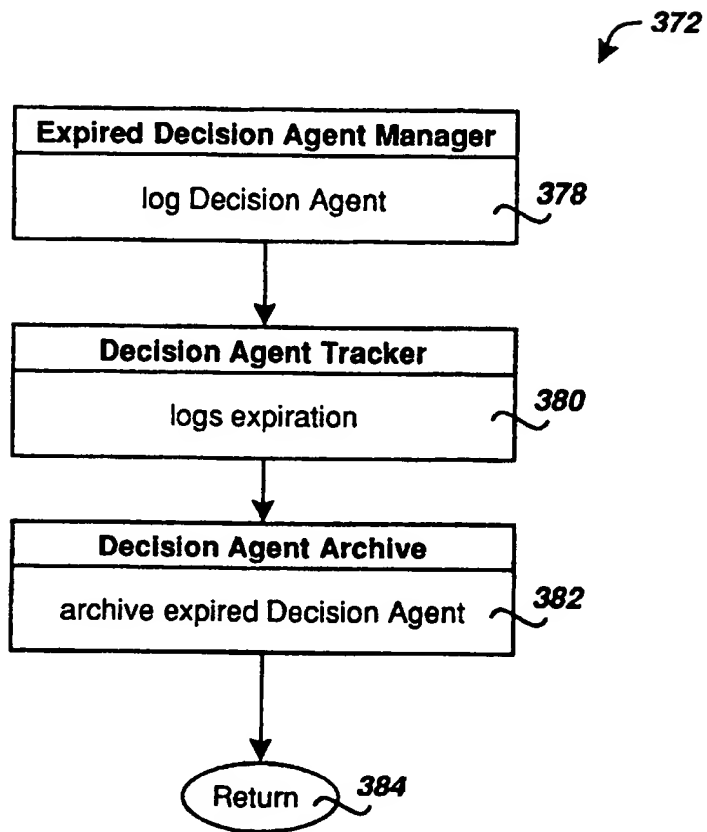 372
Expired Decision Agent Manager
log Decision Agent
378
Decision Agent Tracker
logs expiration
380
Decision Agent Archive
archive expired Decision Agent
382
Return
384